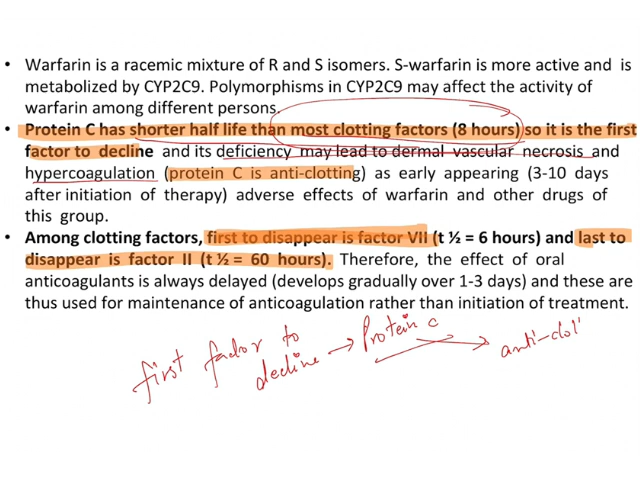 • Warfarin is a racemic mixture of R and S isomers. S-warfarin is more active and is
metabolized by CYP2C9. Polymorphisms in CYP2C9 may affect the activity of
warfarin among different persons.
• Protein C has shorter half life than most clotting factors (8 hours) so it is the first
factor to decline and its deficiency may lead to dermal vascular necrosis and
hypercoagulation (protein C is anti-clotting) as early appearing (3-10 days
after initiation of therapy) adverse effects of warfarin and other drugs of
this group.
• Among clotting factors, first to disappear is factor VII (t ½ = 6 hours) and last to
disappear is factor II (t ½ = 60 hours). Therefore, the effect of oral
anticoagulants is always delayed (develops gradually over 1-3 days) and these are
thus used for maintenance of anticoagulation rather than initiation of treatment.
first factor to
decline → Protein C → anti-clot